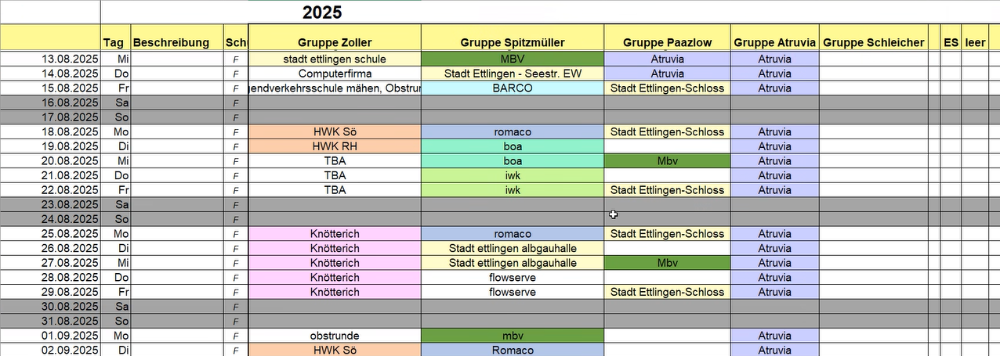 2025
Tag Beschreibung Sch Gruppe Zoller Gruppe Spitzmüller Gruppe Paazlow Gruppe Atruvia Gruppe Schleicher ES leer
13.08.2025 Mi F stadt ettlingen schule MBV Atruvia Atruvia
14.08.2025 Do F Computerfirma Stadt Ettlingen - Seestr. EW Atruvia Atruvia
15.08.2025 Fr F gendverkehrsschule mähen, Obstrun BARCO Stadt Ettlingen-Schloss Atruvia
16.08.2025 Sa F
17.08.2025 So F
18.08.2025 Mo F HWK Sö romaco Stadt Ettlingen-Schloss Atruvia
19.08.2025 Di F HWK RH boa Atruvia
20.08.2025 Mi F TBA boa Mbv Atruvia
21.08.2025 Do F TBA iwk Atruvia
22.08.2025 Fr F TBA iwk Stadt Ettlingen-Schloss Atruvia
23.08.2025 Sa F
24.08.2025 So F
25.08.2025 Mo F Knötterich romaco Stadt Ettlingen-Schloss Atruvia
26.08.2025 Di F Knötterich Stadt ettlingen albgauhalle Atruvia
27.08.2025 Mi F Knötterich Stadt ettlingen albgauhalle Mbv Atruvia
28.08.2025 Do F Knötterich flowserve Atruvia
29.08.2025 Fr F Knötterich flowserve Stadt Ettlingen-Schloss Atruvia
30.08.2025 Sa F
31.08.2025 So F
01.09.2025 Mo F obstrunde mbv Atruvia
02.09.2025 Di F HWK Sö Romaco Atruvia